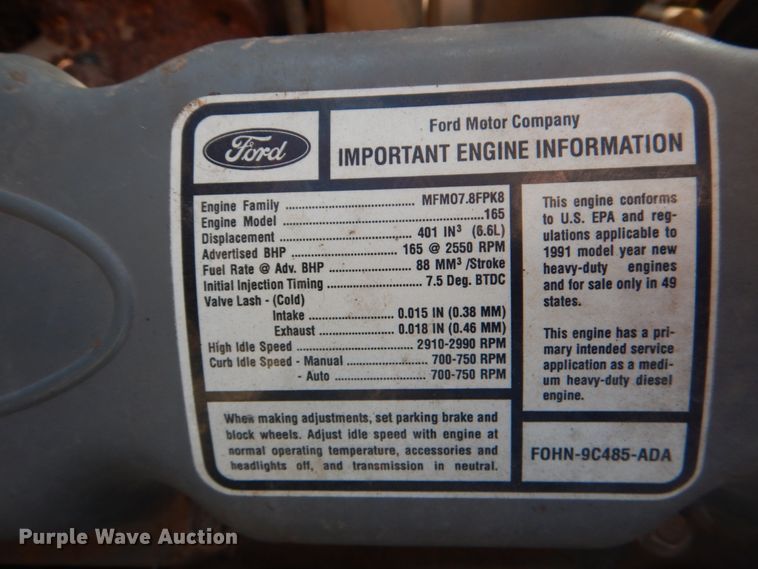 Ford
Ford Motor Company
IMPORTANT ENGINE INFORMATION
Engine Family ............ MFM07.8FPK8
Engine Model ............ 165
Displacement ............ 401 IN³ (6.6L)
Advertised BHP ............ 165 @ 2550 RPM
Fuel Rate @ Adv. BHP ............ 88 MM³ /Stroke
Initial Injection Timing ............ 7.5 Deg. BTDC
Valve Lash - (Cold)
Intake ............ 0.015 IN (0.38 MM)
Exhaust ............ 0.018 IN (0.46 MM)
High Idle Speed ............ 2910-2990 RPM
Curb Idle Speed - Manual ............ 700-750 RPM
- Auto ............ 700-750 RPM
When making adjustments, set parking brake and
block wheels. Adjust idle speed with engine at
normal operating temperature, accessories and
headlights off, and transmission in neutral.
This engine conforms
to U.S. EPA and reg-
ulations applicable to
1991 model year new
heavy-duty engines
and for sale only in 49
states.
This engine has a pri-
mary intended service
application as a medi-
um heavy-duty diesel
engine.
FOHN-9C485-ADA
Purple Wave Auction